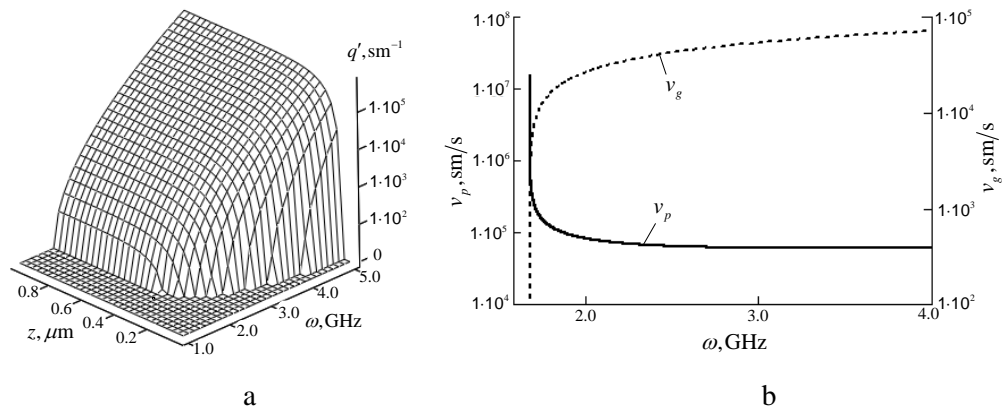 q′, sm⁻¹
1·10⁵
1·10⁴
1·10³
1·10²
0
5.0
4.0
3.0
2.0
1.0
ω, GHz
0.8
0.6
0.4
0.2
z, μm
a
1·10⁸
1·10⁷
1·10⁶
1·10⁵
1·10⁴
v_p, sm/s
1·10⁵
1·10⁴
1·10³
1·10²
v_g, sm/s
v_g
v_p
2.0 3.0 4.0
ω, GHz
b